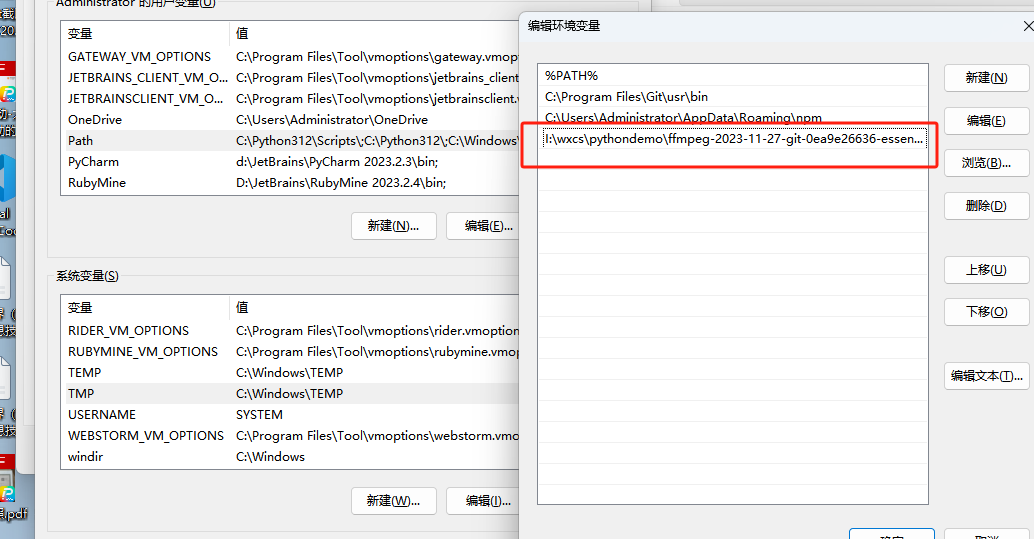 Administrator 的用户变量(U)
变量 值
GATEWAY_VM_OPTIONS C:\Program Files\Tool\vmoptions\gateway.vmop
JETBRAINS_CLIENT_VM_O... C:\Program Files\Tool\vmoptions\jetbrains_client
JETBRAINSCLIENT_VM_O... C:\Program Files\Tool\vmoptions\jetbrainsclient.v
OneDrive C:\Users\Administrator\OneDrive
Path C:\Python312\Scripts\;C:\Python312\;C:\Windows\
PyCharm d:\JetBrains\PyCharm 2023.2.3\bin;
RubyMine D:\JetBrains\RubyMine 2023.2.4\bin;
新建(N)... 编辑(E)...
系统变量(S)
变量 值
RIDER_VM_OPTIONS C:\Program Files\Tool\vmoptions\rider.vmoption
RUBYMINE_VM_OPTIONS C:\Program Files\Tool\vmoptions\rubymine.vmop
TEMP C:\Windows\TEMP
TMP C:\Windows\TEMP
USERNAME SYSTEM
WEBSTORM_VM_OPTIONS C:\Program Files\Tool\vmoptions\webstorm.vmo
windir C:\Windows
新建(W)... 编辑(I)...
编辑环境变量
%PATH%
C:\Program Files\Git\usr\bin
C:\Users\Administrator\AppData\Roaming\npm
I:\wxcs\pythondemo\ffmpeg-2023-11-27-git-0ea9e26636-essen...
新建(N)
编辑(E)
浏览(B)...
删除(D)
上移(U)
下移(O)
编辑文本(T)...
确定 取消
.pdf